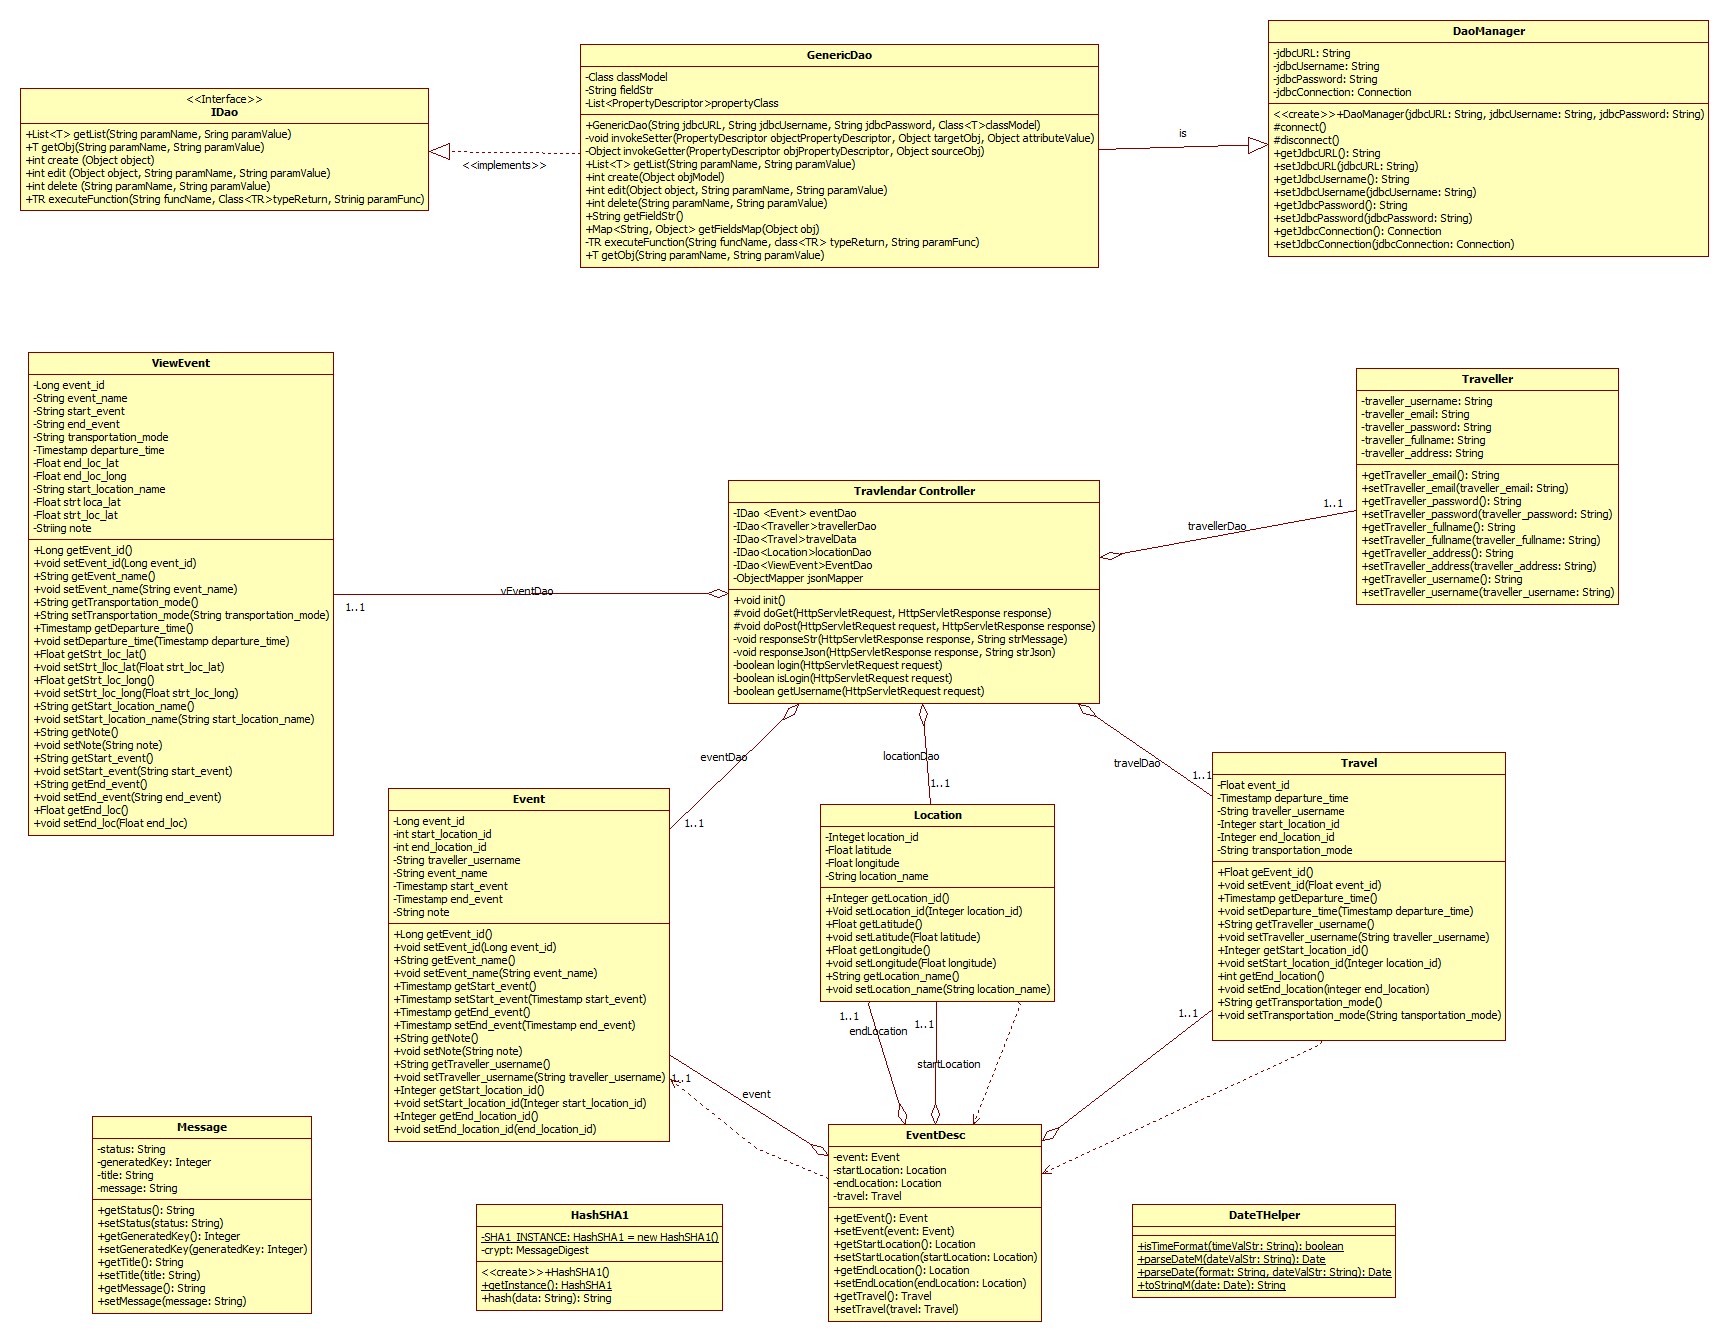 <<Interface>>
IDao
+List<T> getList(String paramName, Sring paramValue)
+T getObj(String paramName, String paramValue)
+int create (Object object)
+int edit (Object object, String paramName, String paramValue)
+int delete (String paramName, String paramValue)
+TR executeFunction(String funcName, Class<TR>typeReturn, Strinig paramFunc)
<<implements>>
GenericDao
-Class classModel
-String fieldStr
-List<PropertyDescriptor>propertyClass
+GenericDao(String jdbcURL, String jdbcUsername, String jdbcPassword, Class<T>classModel)
-void invokeSetter(PropertyDescriptor objectPropertyDescriptor, Object targetObj, Object attributeValue)
-Object invokeGetter(PropertyDescriptor objPropertyDescriptor, Object sourceObj)
+List<T> getList(String paramName, String paramValue)
+int create(Object objModel)
+int edit(Object object, String paramName, String paramValue)
+int delete(String paramName, String paramValue)
+String getFieldStr()
+Map<String, Object> getFieldsMap(Object obj)
-TR executeFunction(String funcName, class<TR> typeReturn, String paramFunc)
+T getObj(String paramName, String paramValue)
is
DaoManager
-jdbcURL: String
-jdbcUsername: String
-jdbcPassword: String
-jdbcConnection: Connection
<<create>>+DaoManager(jdbcURL: String, jdbcUsername: String, jdbcPassword: String)
#connect()
#disconnect()
+getJdbcURL(): String
+setJdbcURL(jdbcURL: String)
+getJdbcUsername(): String
+setJdbcUsername(jdbcUsername: String)
+getJdbcPassword(): String
+setJdbcPassword(jdbcPassword: String)
+getJdbcConnection(): Connection
+setJdbcConnection(jdbcConnection: Connection)
ViewEvent
-Long event_id
-String event_name
-String start_event
-String end_event
-String transportation_mode
-Timestamp departure_time
-Float end_loc_lat
-Float end_loc_long
-String start_location_name
-Float strt loca_lat
-Float strt_loc_lat
-Striing note
+Long getEvent_id()
+void setEvent_id(Long event_id)
+String getEvent_name()
+void setEvent_name(String event_name)
+String getTransportation_mode()
+String setTransportation_mode(String transportation_mode)
+Timestamp getDeparture_time()
+void setDeparture_time(Timestamp departure_time)
+Float getStrt_loc_lat()
+void setStrt_lloc_lat(Float strt_loc_lat)
+Float getStrt_loc_long()
+void setStrt_loc_long(Float strt_loc_long)
+String getStart_location_name()
+void setStart_location_name(String start_location_name)
+String getNote()
+void setNote(String note)
+String getStart_event()
+void setStart_event(String start_event)
+String getEnd_event()
+void setEnd_event(String end_event)
+Float getEnd_loc()
+void setEnd_loc(Float end_loc)
1..1
vEventDao
Travlendar Controller
-IDao <Event> eventDao
-IDao<Traveller>travellerDao
-IDao<Travel>travelData
-IDao<Location>locationDao
-IDao<ViewEvent>EventDao
-ObjectMapper jsonMapper
+void init()
#void doGet(HttpServletRequest, HttpServletResponse response)
#void doPost(HttpServletRequest request, HttpServletResponse response)
-void responseStr(HttpServletResponse response, String strMessage)
-void responseJson(HttpServletResponse response, String strJson)
-boolean login(HttpServletRequest request)
-boolean isLogin(HttpServletRequest request)
-boolean getUsername(HttpServletRequest request)
travellerDao
1..1
Traveller
-traveller_username: String
-traveller_email: String
-traveller_password: String
-traveller_fullname: String
-traveller_address: String
+getTraveller_email(): String
+setTraveller_email(traveller_email: String)
+getTraveller_password(): String
+setTraveller_password(traveller_password: String)
+getTraveller_fullname(): String
+setTraveller_fullname(traveller_fullname: String)
+getTraveller_address(): String
+setTraveller_address(traveller_address: String)
+getTraveller_username(): String
+setTraveller_username(traveller_username: String)
eventDao
1..1
locationDao
1..1
travelDao
1..1
Event
-Long event_id
-int start_location_id
-int end_location_id
-String traveller_username
-String event_name
-Timestamp start_event
-Timestamp end_event
-String note
+Long getEvent_id()
+void setEvent_id(Long event_id)
+String getEvent_name()
+void setEvent_name(String event_name)
+Timestamp getStart_event()
+Timestamp setStart_event(Timestamp start_event)
+Timestamp getEnd_event()
+Timestamp setEnd_event(Timestamp end_event)
+String getNote()
+void setNote(String note)
+String getTraveller_username()
+void setTraveller_username(String traveller_username)
+Integer getStart_location_id()
+void setStart_location_id(Integer start_location_id)
+Integer getEnd_location_id()
+void setEnd_location_id(end_location_id)
Location
-Integet location_id
-Float latitude
-Float longitude
-String location_name
+Integer getLocation_id()
+Void setLocation_id(Integer location_id)
+Float getLatitude()
+void setLatitude(Float latitude)
+Float getLongitude()
+void setLongitude(Float longitude)
+String getLocation_name()
+void setLocation_name(String location_name)
Travel
-Float event_id
-Timestamp departure_time
-String traveller_username
-Integer start_location_id
-Integer end_location_id
-String transportation_mode
+Float geEvent_id()
+void setEvent_id(Float event_id)
+Timestamp getDeparture_time()
+void setDeparture_time(Timestamp departure_time)
+String getTraveller_username()
+void setTraveller_username(String traveller_username)
+Integer getStart_location_id()
+void setStart_location_id(Integer location_id)
+int getEnd_location()
+void setEnd_location(integer end_location)
+String getTransportation_mode()
+void setTransportation_mode(String tansportation_mode)
1..1
endLocation
1..1
startLocation
1..1
1..1
event
Message
-status: String
-generatedKey: Integer
-title: String
-message: String
+getStatus(): String
+setStatus(status: String)
+getGeneratedKey(): Integer
+setGeneratedKey(generatedKey: Integer)
+getTitle(): String
+setTitle(title: String)
+getMessage(): String
+setMessage(message: String)
HashSHA1
-SHA1_INSTANCE: HashSHA1 = new HashSHA1()
-crypt: MessageDigest
<<create>>+HashSHA1()
+getInstance(): HashSHA1
+hash(data: String): String
EventDesc
-event: Event
-startLocation: Location
-endLocation: Location
-travel: Travel
+getEvent(): Event
+setEvent(event: Event)
+getStartLocation(): Location
+setStartLocation(startLocation: Location)
+getEndLocation(): Location
+setEndLocation(endLocation: Location)
+getTravel(): Travel
+setTravel(travel: Travel)
DateTHelper
+isTimeFormat(timeValStr: String): boolean
+parseDateM(dateValStr: String): Date
+parseDate(format: String, dateValStr: String): Date
+toStringM(date: Date): String